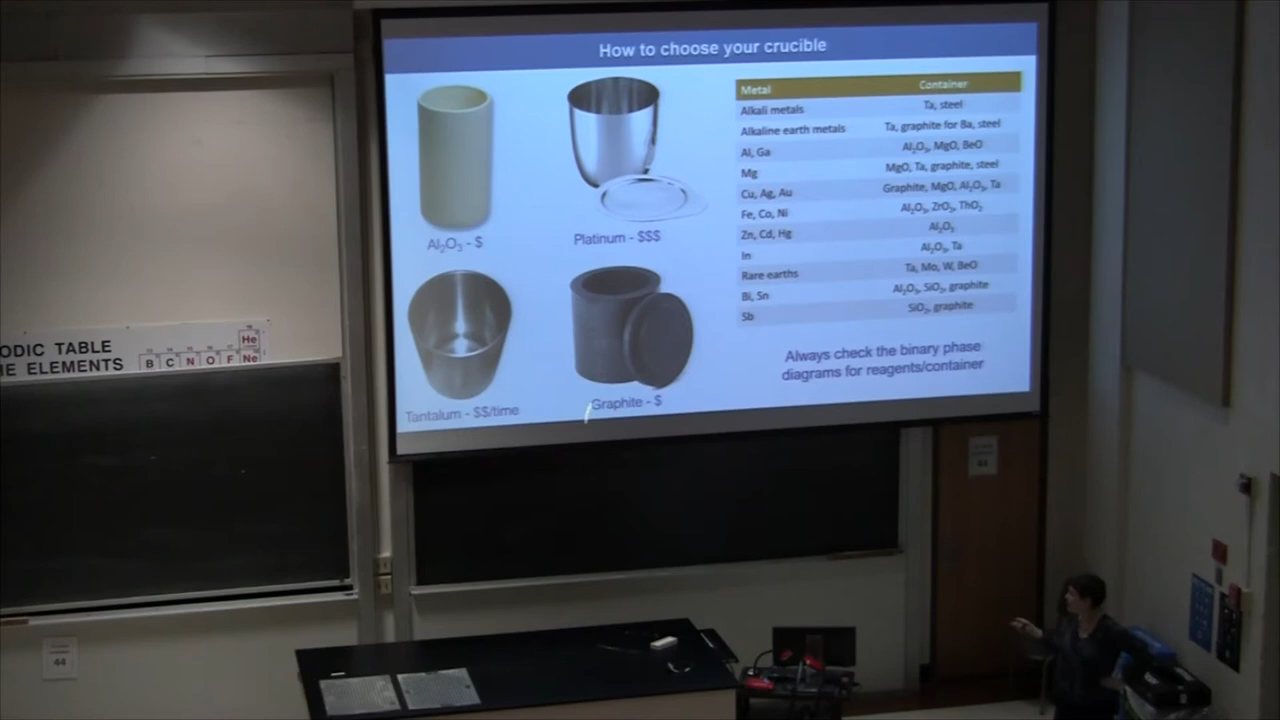 How to choose your crucible
Al₂O₃ - $
Platinum - $$$
Tantalum - $$/time
Graphite - $
Metal Container
Alkali metals Ta, steel
Alkaline earth metals Ta, graphite for Ba, steel
Al, Ga Al₂O₃, MgO, BeO
Mg MgO, Ta, graphite, steel
Cu, Ag, Au Graphite, MgO, Al₂O₃, Ta
Fe, Co, Ni Al₂O₃, ZrO₂, ThO₂
Zn, Cd, Hg Al₂O₃
In Al₂O₃, Ta
Rare earths Ta, Mo, W, BeO
Bi, Sn Al₂O₃, SiO₂, graphite
Sb SiO₂, graphite
Always check the binary phase
diagrams for reagents/container
ODIC TABLE
E ELEMENTS
He
B C N O F Ne
44
44